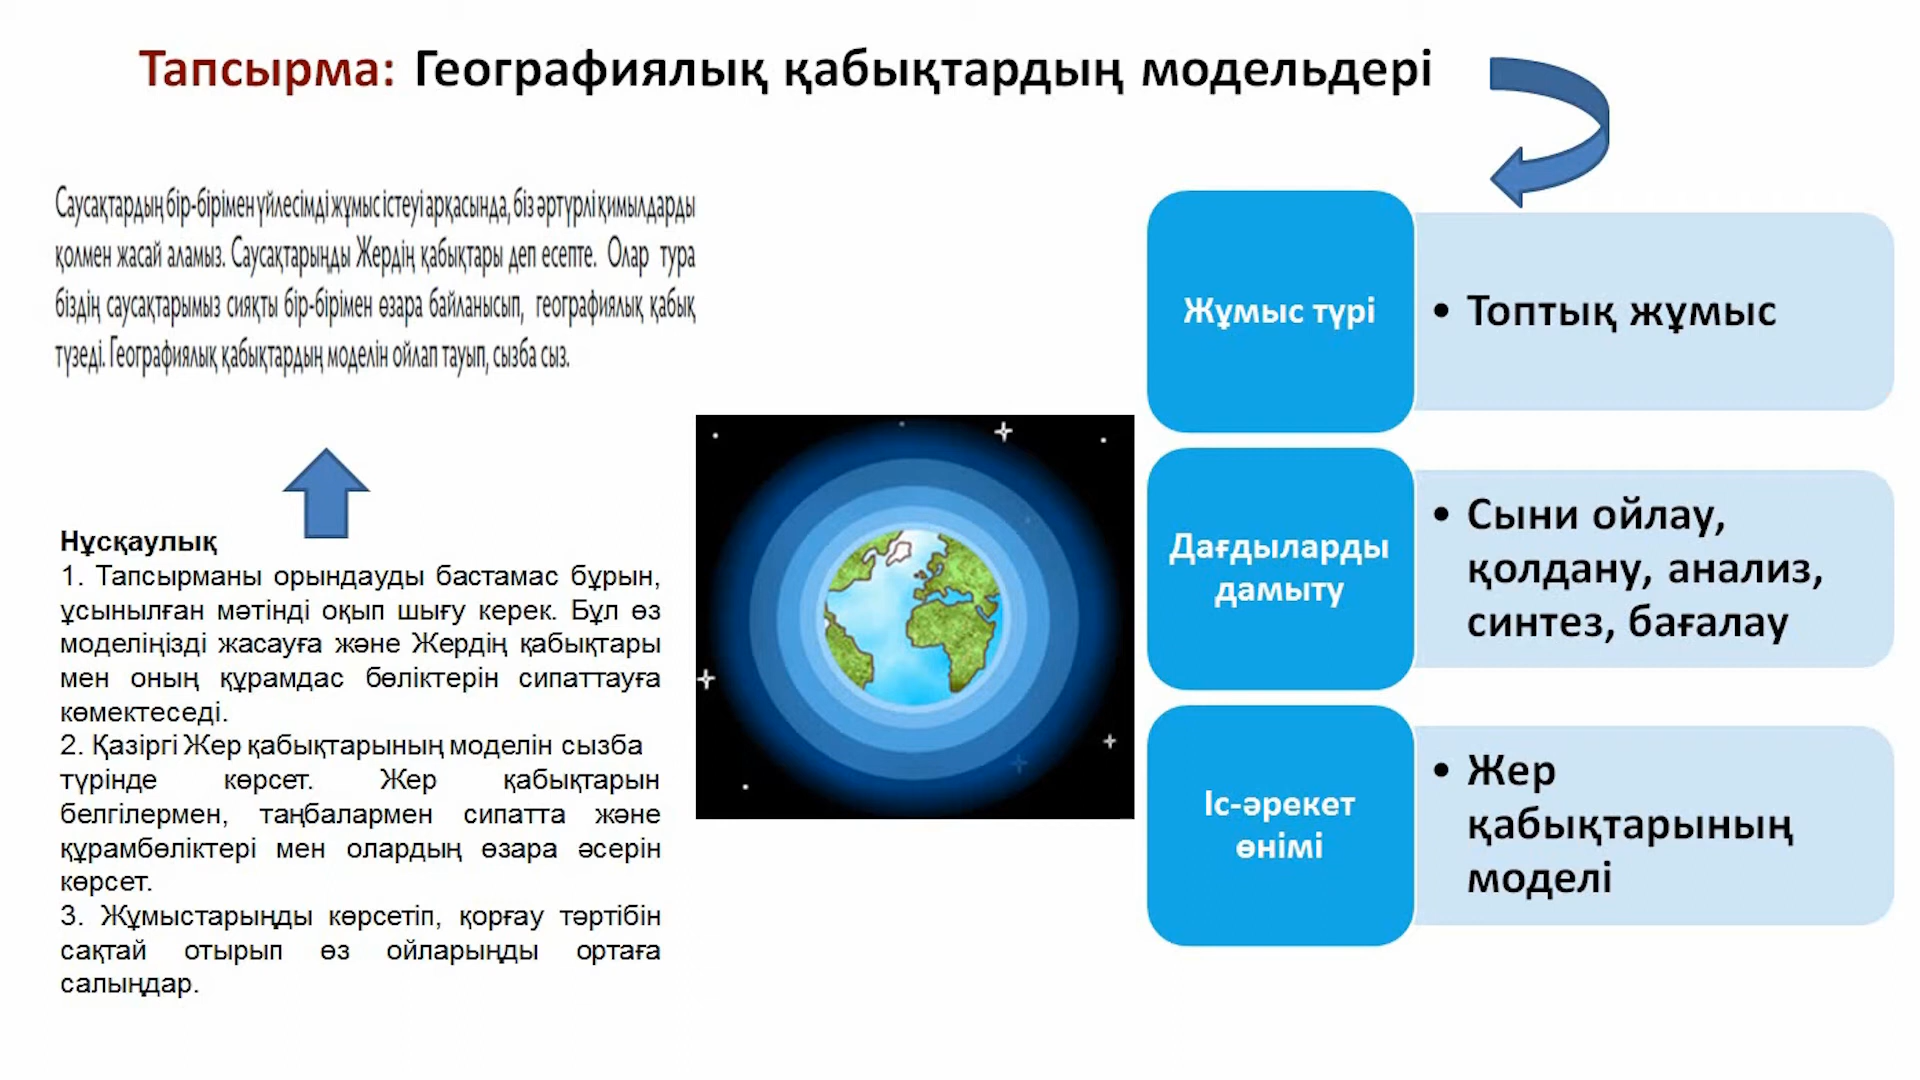 Тапсырма: Географиялық қабықтардың модельдері
Саусақтардың бір-бірімен үйлесімді жұмыс істеуі арқасында, біз әртүрлі қимылдарды
қолмен жасай аламыз. Саусақтарыңды Жердің қабықтары деп есепте. Олар тура
біздің саусақтарымыз сияқты бір-бірімен өзара байланысып, географиялық қабық
түзеді. Географиялық қабықтардың моделін ойлап тауып, сызба сыз.
Нұсқаулық
1. Тапсырманы орындауды бастамас бұрын,
ұсынылған мәтінді оқып шығу керек. Бұл өз
моделіңізді жасауға және Жердің қабықтары
мен оның құрамдас бөліктерін сипаттауға
көмектеседі.
2. Қазіргі Жер қабықтарының моделін сызба
түрінде көрсет. Жер қабықтарын
белгілермен, таңбалармен сипатта және
құрамбөліктері мен олардың өзара әсерін
көрсет.
3. Жұмыстарыңды көрсетіп, қорғау тәртібін
сақтай отырып өз ойларыңды ортаға
салыңдар.
Жұмыс түрі
• Топтық жұмыс
Дағдыларды
дамыту
• Сыни ойлау,
қолдану, анализ,
синтез, бағалау
Іс-әрекет
өнімі
• Жер
қабықтарының
моделі